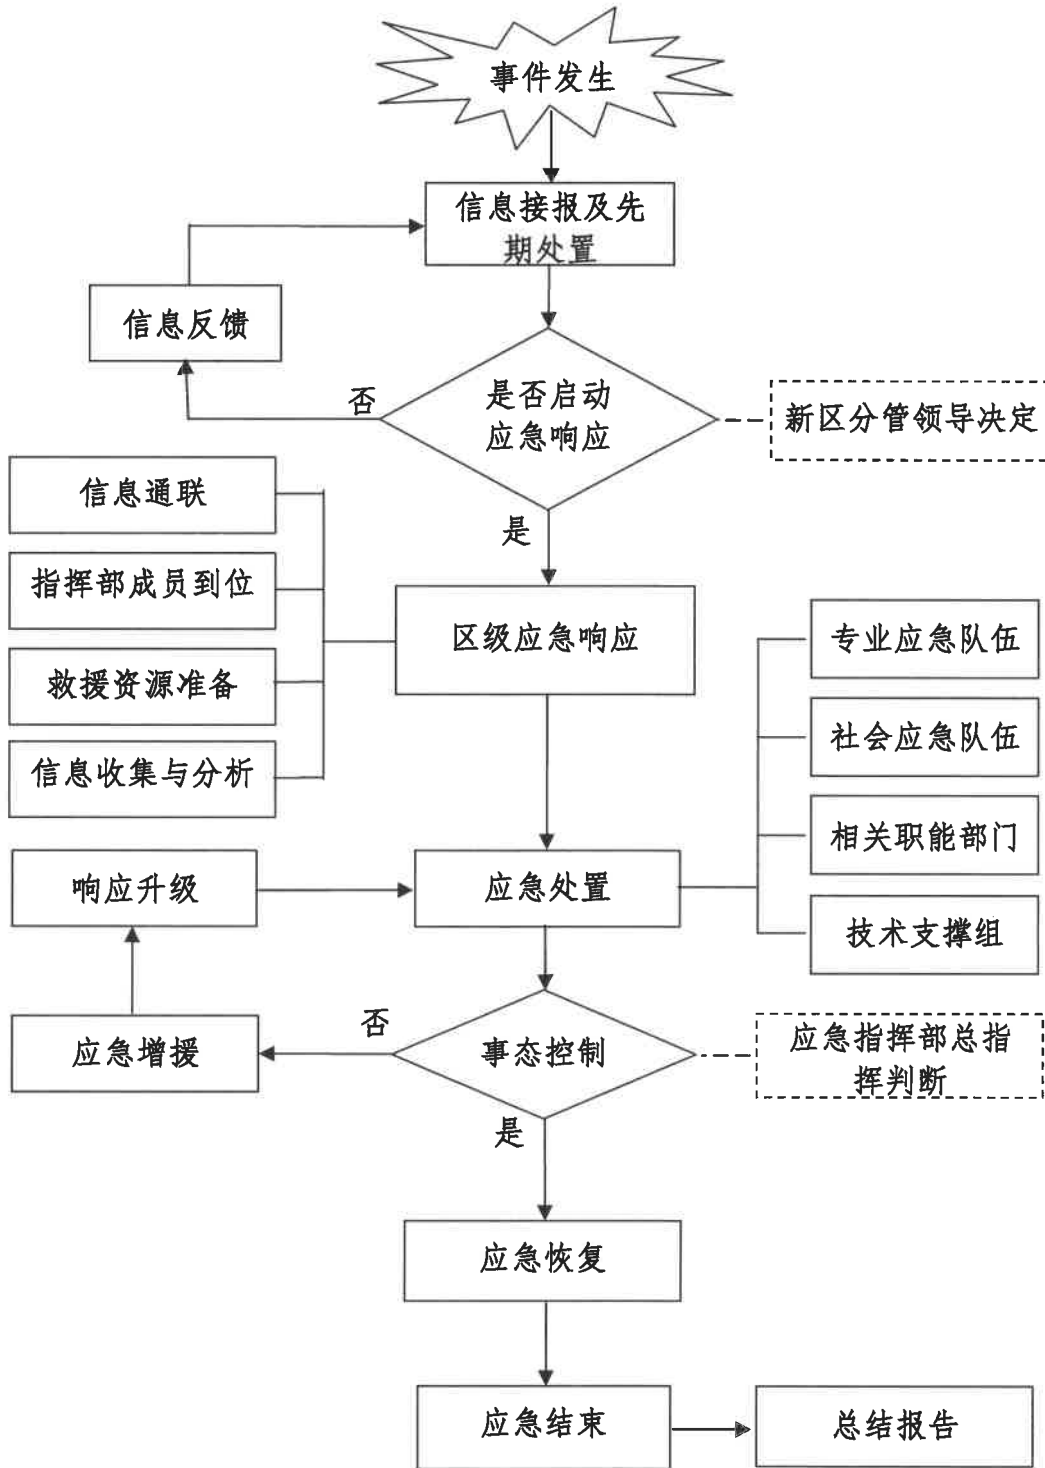 事件发生
信息接报及先
期处置
信息反馈
否
是否启动
应急响应
新区分管领导决定
是
信息通联
指挥部成员到位
救援资源准备
信息收集与分析
区级应急响应
专业应急队伍
社会应急队伍
相关职能部门
技术支撑组
响应升级
应急处置
应急增援
否
事态控制
应急指挥部总指
挥判断
是
应急恢复
应急结束
总结报告